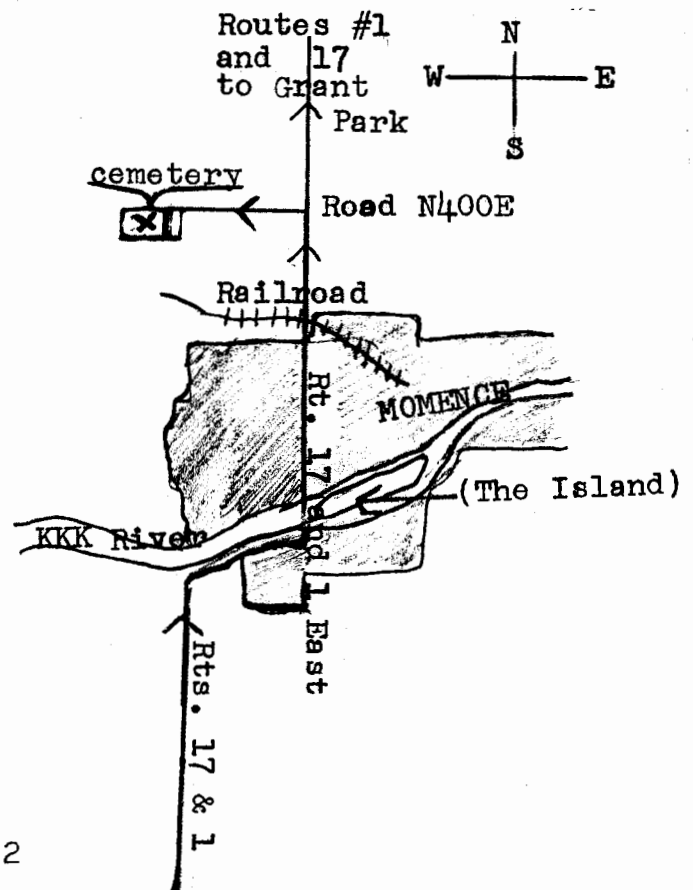 Routes #1
and 17
to Grant
Park
N
W E
S
cemetery
X
Road N400E
Railroad
MOMENCE
Rt. 17 and 1 East
(The Island)
KKK River
Rts. 17 & 1
2